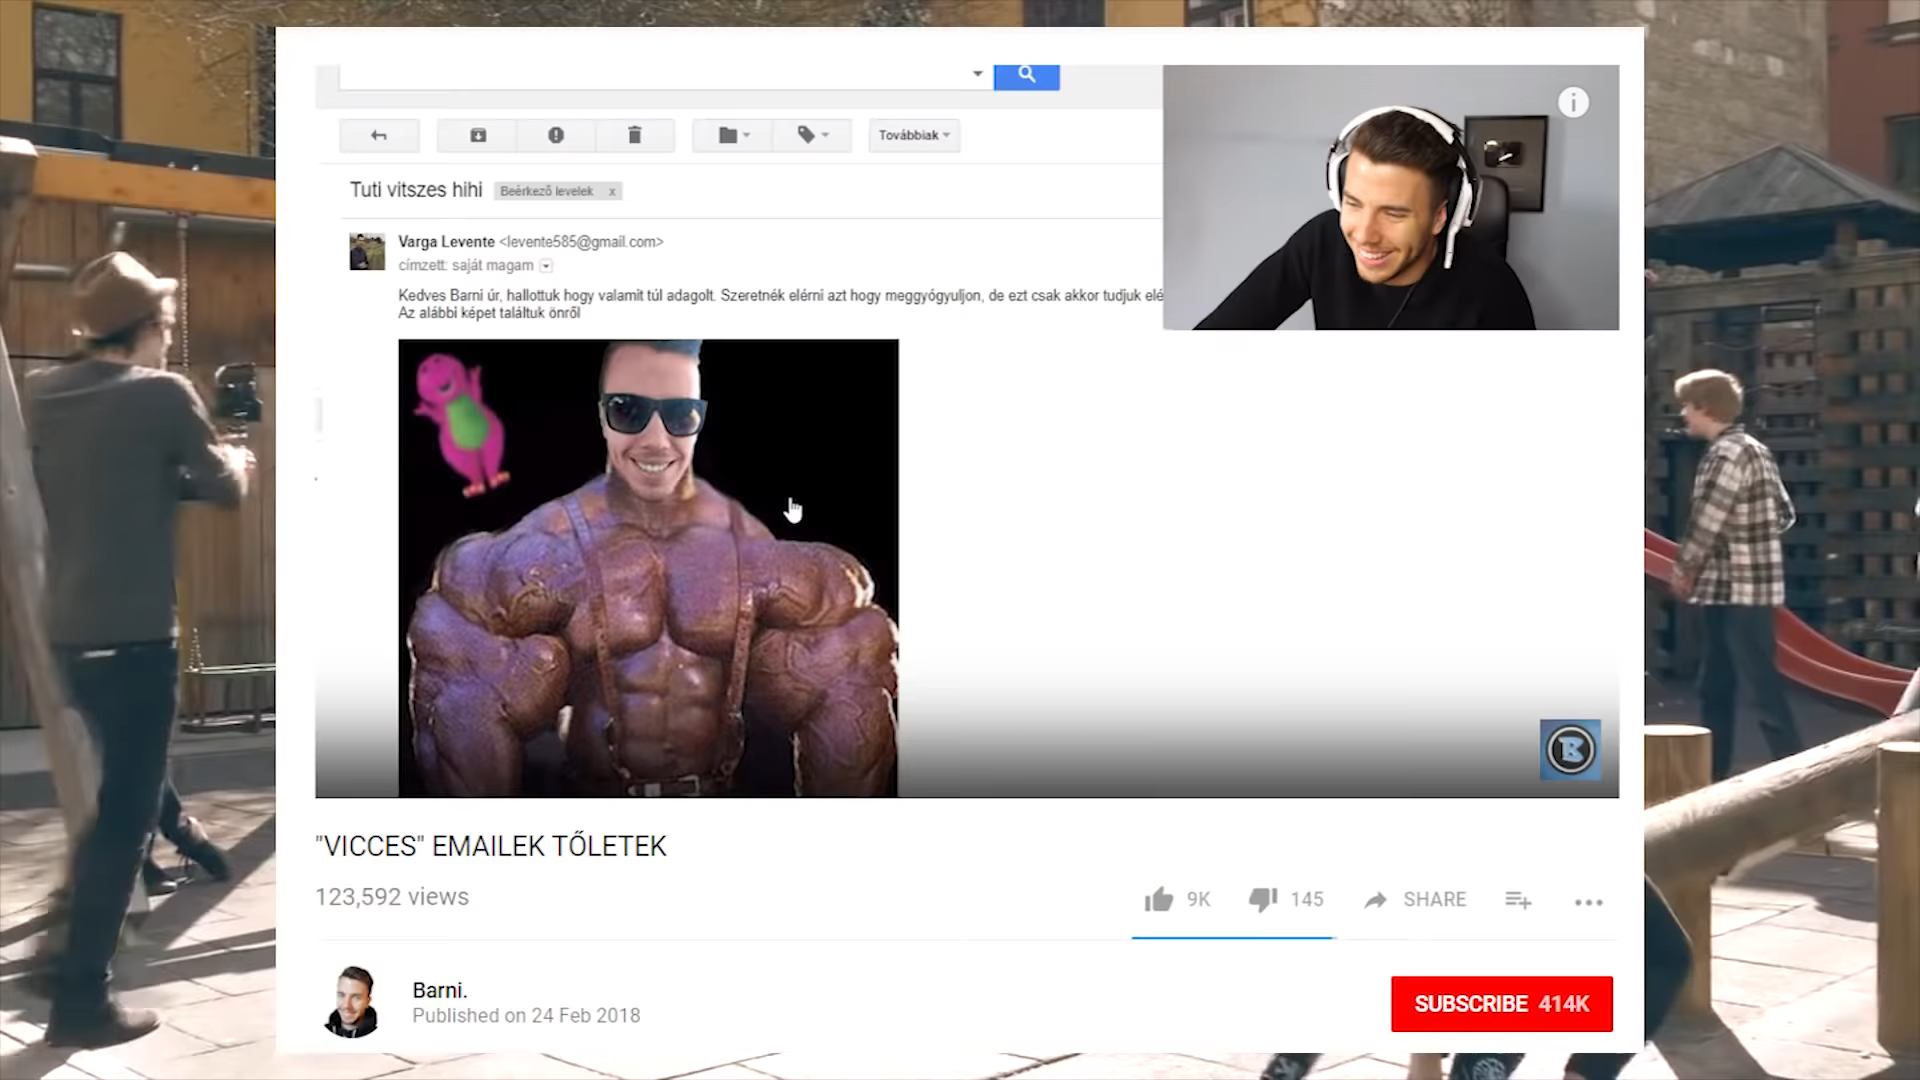 Továbbiak
Tuti vitszes hihi Beérkező levelek x
Varga Levente <levente585@gmail.com>
címzett: saját magam
Kedves Barni úr, hallottuk hogy valamit túl adagolt. Szeretnék elérni azt hogy meggyógyuljon, de ezt csak akkor tudjuk elé
Az alábbi képet találtuk önről
B
"VICCES" EMAILEK TŐLETEK
123,592 views
9K 145 SHARE
Barni.
Published on 24 Feb 2018
SUBSCRIBE 414K